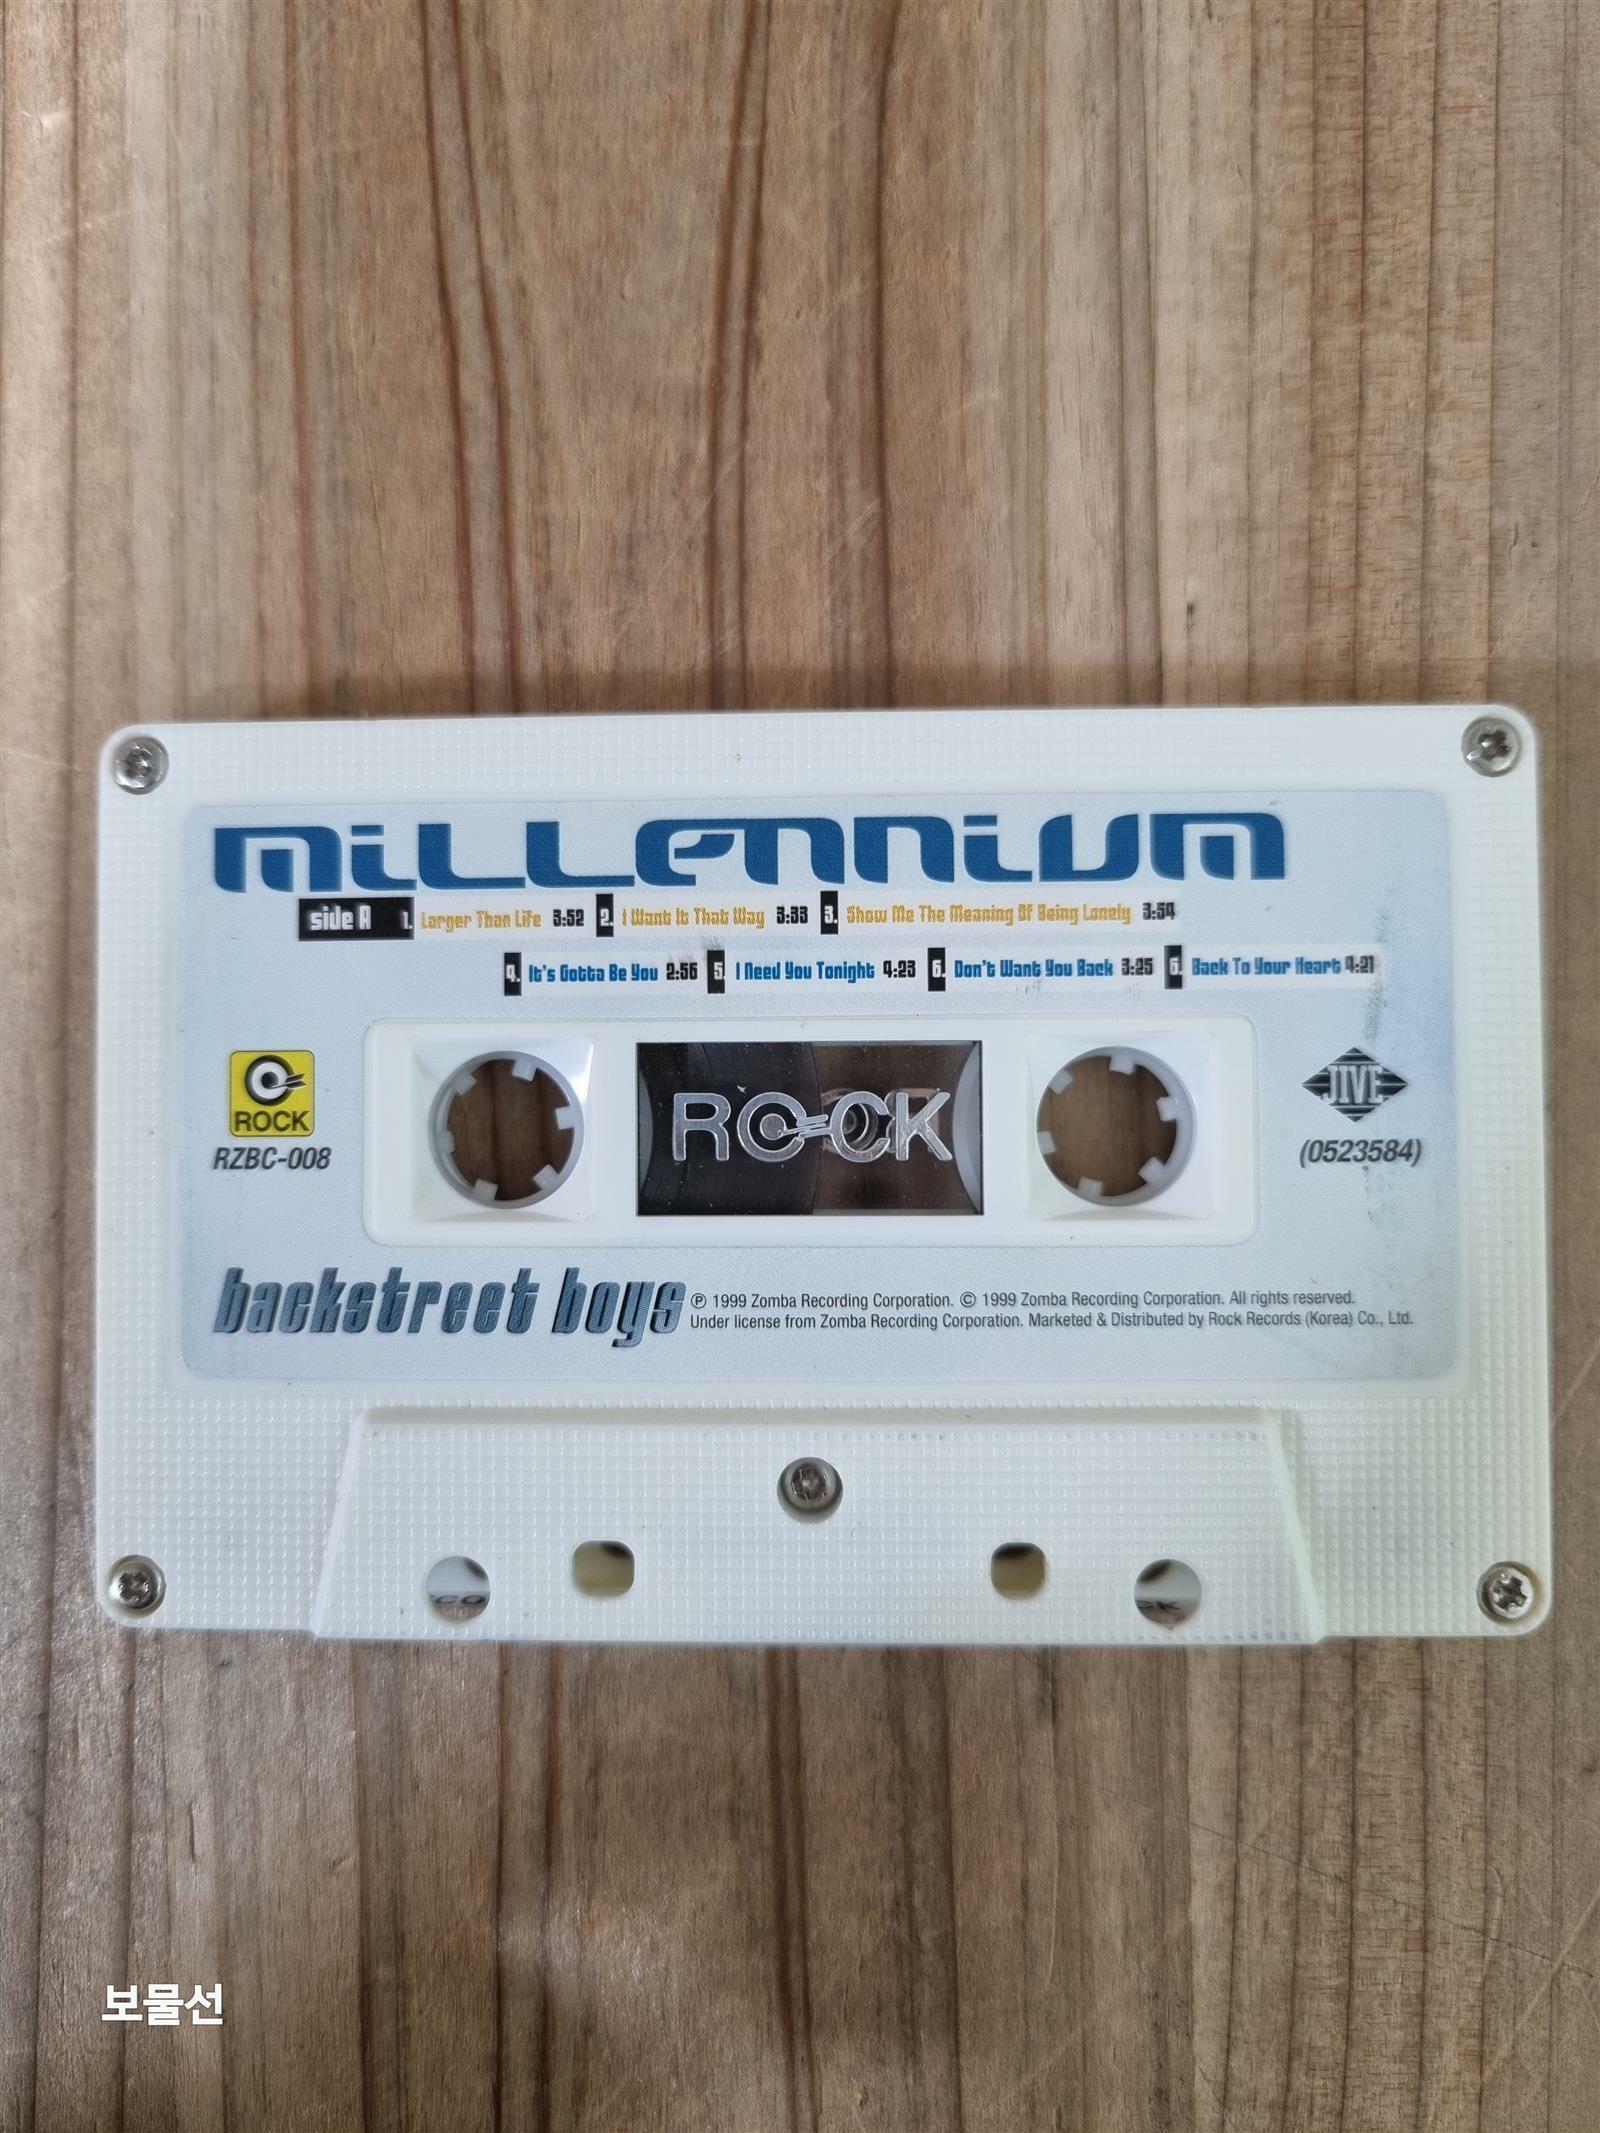 millennium
side A 1. Larger Than Life 3:52 2. I Want It That Way 3:33 3. Show Me The Meaning Of Being Lonely 3:54
4. It's Gotta Be You 2:56 5. I Need You Tonight 4:23 6. Don't Want You Back 3:25 6. Back To Your Heart 4:21
ROCK
RZBC-008
ROCK
JIVE
(0523584)
backstreet boys
℗ 1999 Zomba Recording Corporation. © 1999 Zomba Recording Corporation. All rights reserved.
Under license from Zomba Recording Corporation. Marketed & Distributed by Rock Records (Korea) Co., Ltd.
CO
CK
보물선